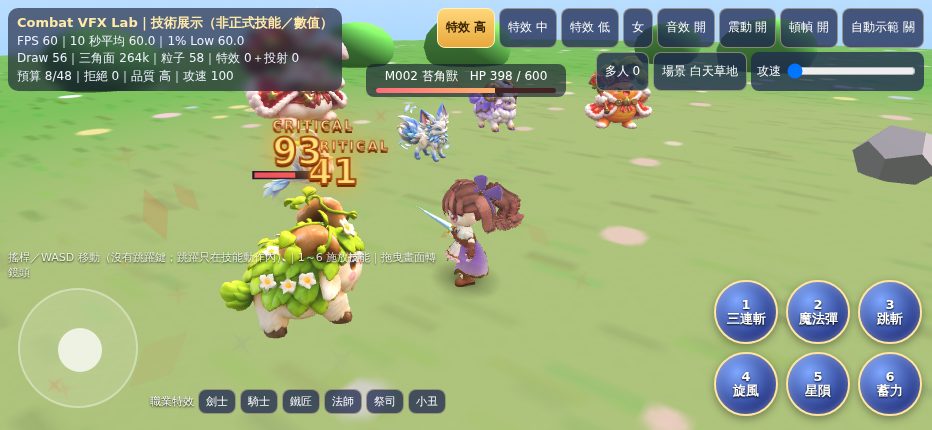 Combat VFX Lab｜技術展示（非正式技能／數值）
FPS 60｜10 秒平均 60.0｜1% Low 60.0
Draw 56｜三角面 264k｜粒子 58｜特效 0＋投射 0
預算 8/48｜拒絕 0｜品質 高｜攻速 100
特效 高
特效 中
特效 低
女
音效 開
震動 開
頓幀 開
自動示範 關
多人 0
場景 白天草地
攻速
M002 苔角獸 HP 398 / 600
CRITICAL
93
CRITICAL
41
搖桿／WASD 移動（沒有跳躍鍵；跳躍只在技能動作內）｜1～6 施放技能｜拖曳畫面轉
鏡頭
1
三連斬
2
魔法彈
3
跳斬
4
旋風
5
星隕
6
蓄力
職業特效
劍士
騎士
鐵匠
法師
祭司
小丑